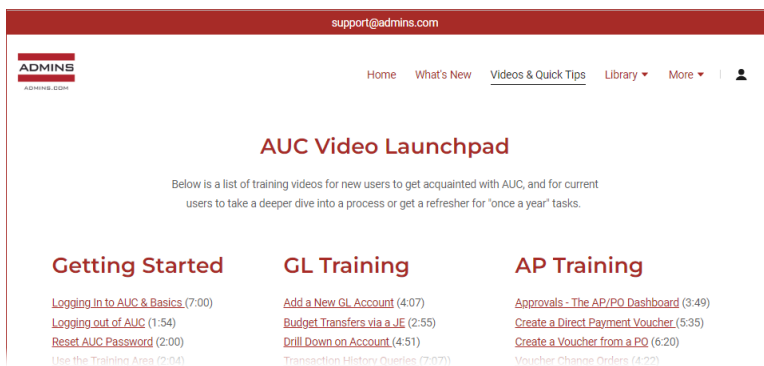 support@admins.com
ADMINS
ADMINS.COM
Home What's New Videos & Quick Tips Library More
AUC Video Launchpad
Below is a list of training videos for new users to get acquainted with AUC, and for current
users to take a deeper dive into a process or get a refresher for "once a year" tasks.
Getting Started
Logging In to AUC & Basics (7:00)
Logging out of AUC (1:54)
Reset AUC Password (2:00)
Use the Training Area (2:04)
GL Training
Add a New GL Account (4:07)
Budget Transfers via a JE (2:55)
Drill Down on Account (4:51)
Transaction History Queries (7:07))
AP Training
Approvals - The AP/PO Dashboard (3:49)
Create a Direct Payment Voucher (5:35)
Create a Voucher from a PO (6:20)
Voucher Change Orders (4:22)